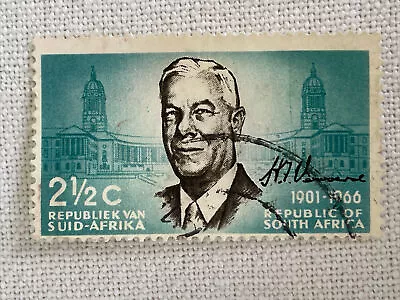 2½C
REPUBLIEK VAN
SUID-AFRIKA
1901-1966
REPUBLIC OF
SOUTH AFRICA